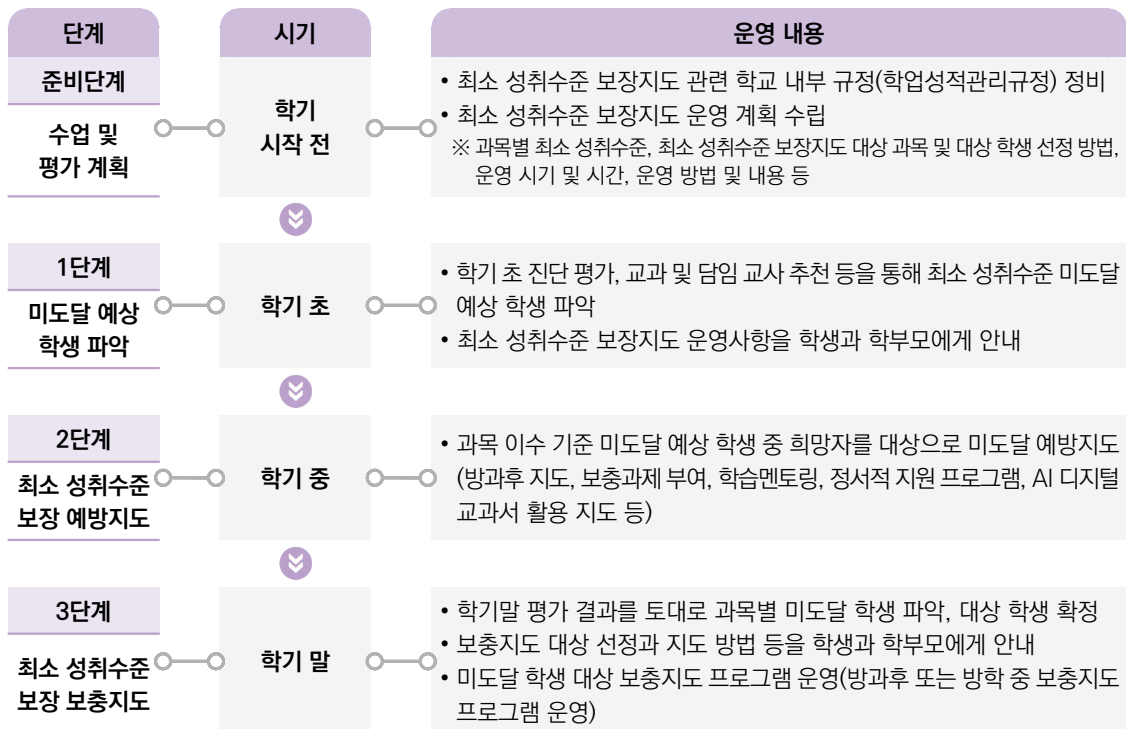 단계
시기
운영 내용
준비단계
수업 및
평가 계획
학기
시작 전
• 최소 성취수준 보장지도 관련 학교 내부 규정(학업성적관리규정) 정비
• 최소 성취수준 보장지도 운영 계획 수립
※ 과목별 최소 성취수준, 최소 성취수준 보장지도 대상 과목 및 대상 학생 선정 방법,
운영 시기 및 시간, 운영 방법 및 내용 등
1단계
미도달 예상
학생 파악
학기 초
• 학기 초 진단 평가, 교과 및 담임 교사 추천 등을 통해 최소 성취수준 미도달
예상 학생 파악
• 최소 성취수준 보장지도 운영사항을 학생과 학부모에게 안내
2단계
최소 성취수준
보장 예방지도
학기 중
• 과목 이수 기준 미도달 예상 학생 중 희망자를 대상으로 미도달 예방지도
(방과후 지도, 보충과제 부여, 학습멘토링, 정서적 지원 프로그램, AI 디지털
교과서 활용 지도 등)
3단계
최소 성취수준
보장 보충지도
학기 말
• 학기말 평가 결과를 토대로 과목별 미도달 학생 파악, 대상 학생 확정
• 보충지도 대상 선정과 지도 방법 등을 학생과 학부모에게 안내
• 미도달 학생 대상 보충지도 프로그램 운영(방과후 또는 방학 중 보충지도
프로그램 운영)